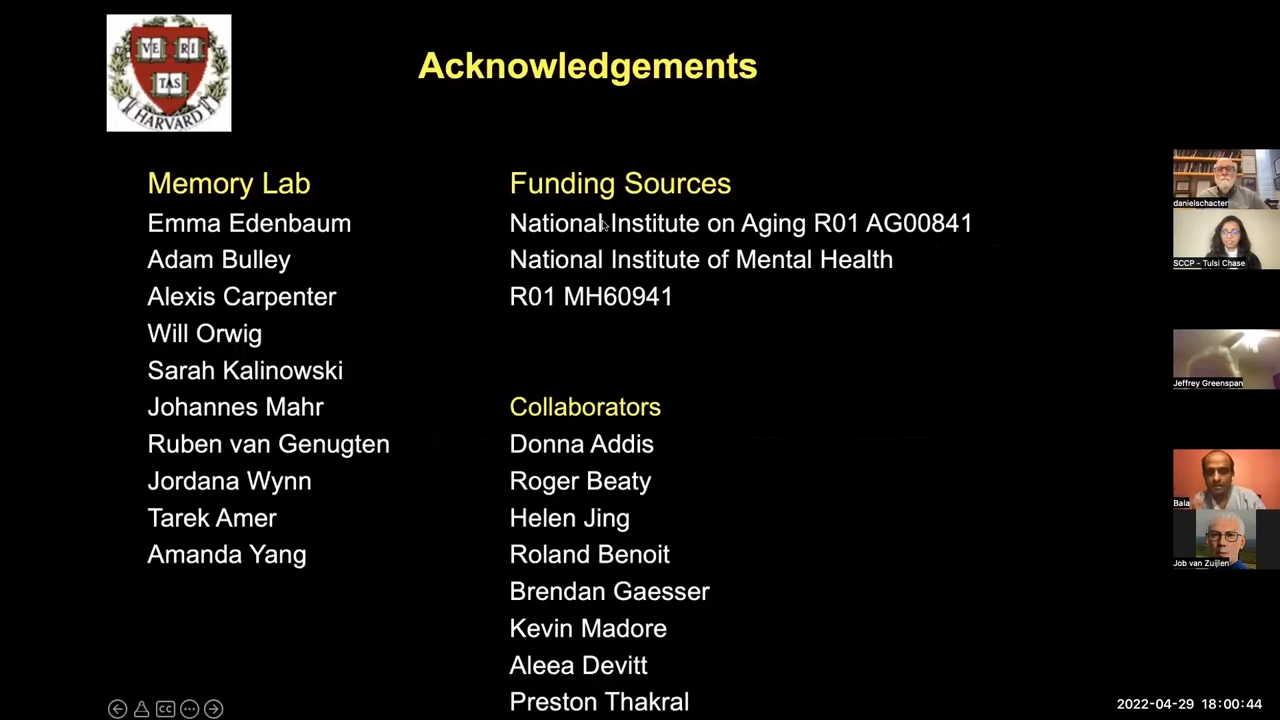 VE RI
TAS
HARVARD
Acknowledgements
Memory Lab
Emma Edenbaum
Adam Bulley
Alexis Carpenter
Will Orwig
Sarah Kalinowski
Johannes Mahr
Ruben van Genugten
Jordana Wynn
Tarek Amer
Amanda Yang
Funding Sources
National Institute on Aging R01 AG00841
National Institute of Mental Health
R01 MH60941
Collaborators
Donna Addis
Roger Beaty
Helen Jing
Roland Benoit
Brendan Gaesser
Kevin Madore
Aleea Devitt
Preston Thakral
danielschacter
SCCP - Tulsi Chase
Jeffrey Greenspan
Bala
Job van Zuijlen
CC
2022-04-29 18:00:44